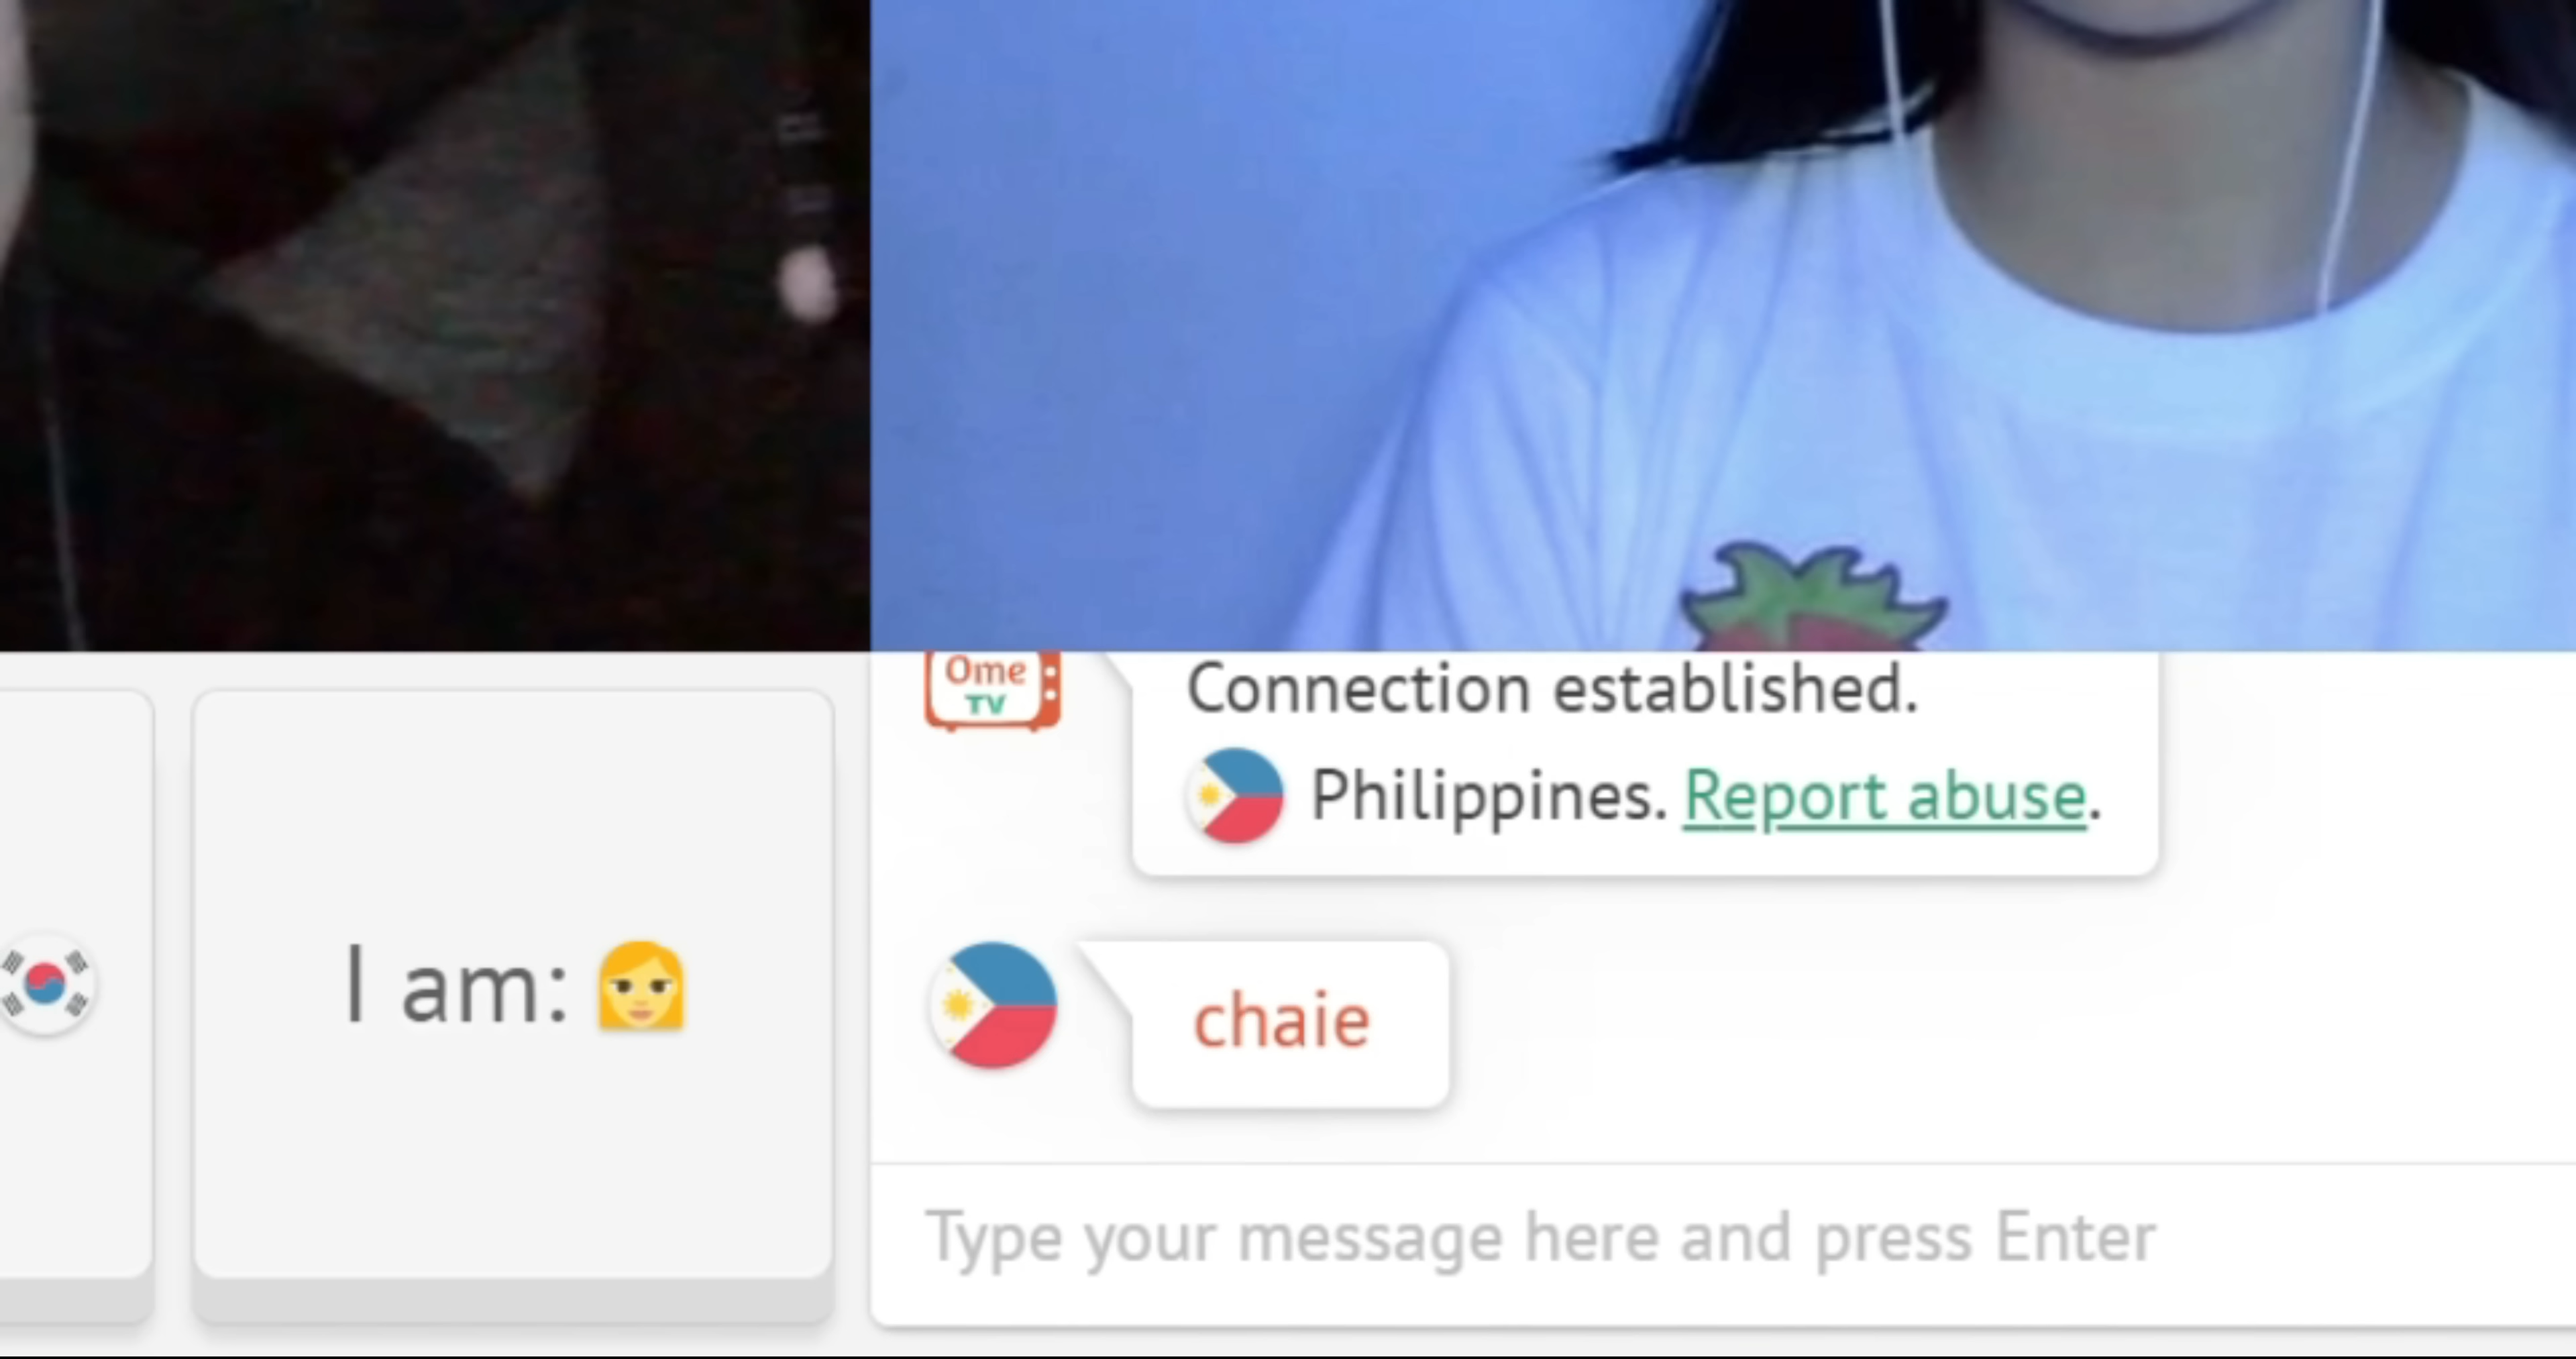 Ome
TV
Connection established.
Philippines. Report abuse.
I am:
chaie
Type your message here and press Enter